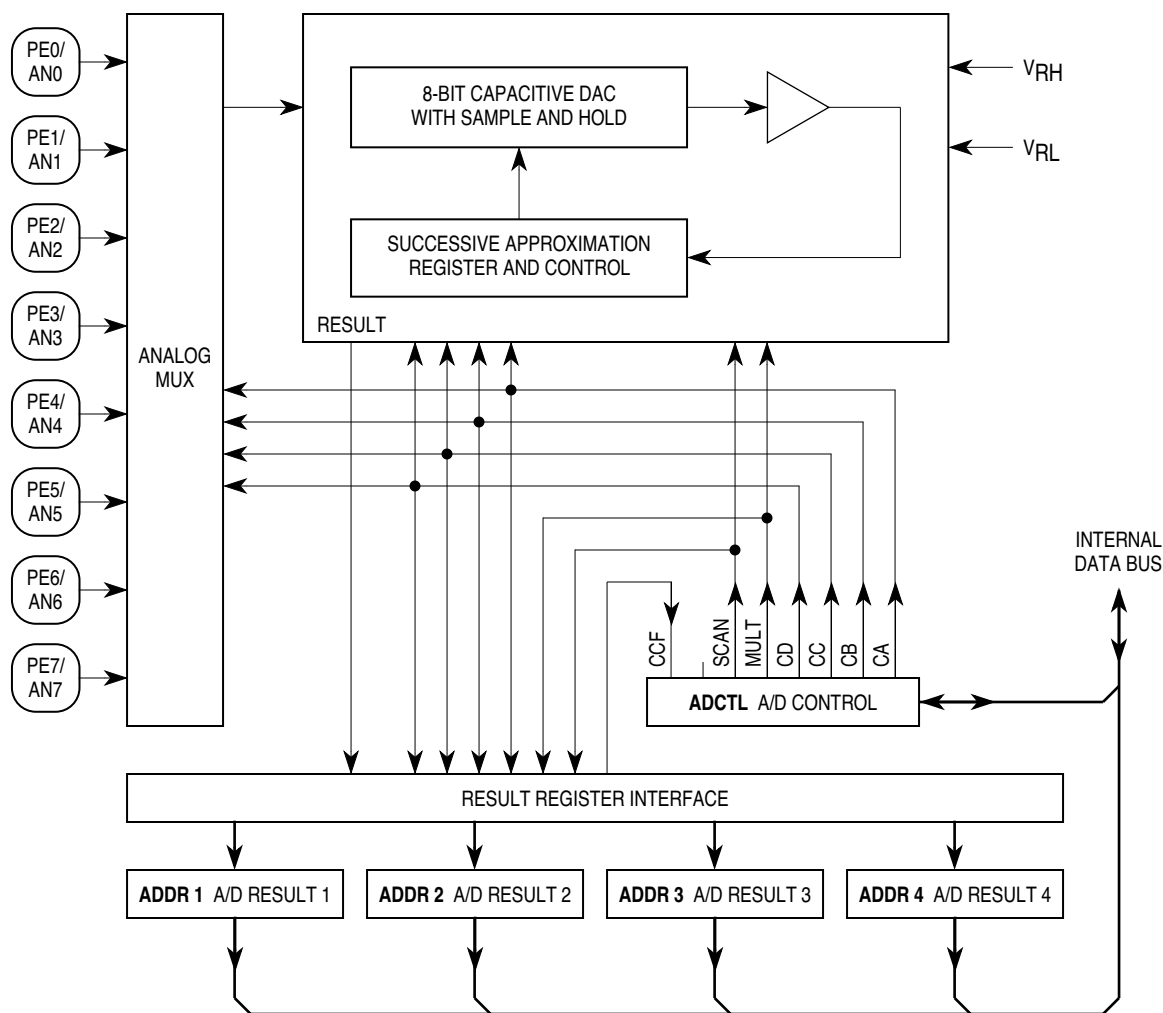 PE0/
AN0
PE1/
AN1
PE2/
AN2
PE3/
AN3
PE4/
AN4
PE5/
AN5
PE6/
AN6
PE7/
AN7
ANALOG
MUX
8-BIT CAPACITIVE DAC
WITH SAMPLE AND HOLD
SUCCESSIVE APPROXIMATION
REGISTER AND CONTROL
RESULT
VRH
VRL
INTERNAL
DATA BUS
CCF
SCAN
MULT
CD
CC
CB
CA
ADCTL A/D CONTROL
RESULT REGISTER INTERFACE
ADDR 1 A/D RESULT 1
ADDR 2 A/D RESULT 2
ADDR 3 A/D RESULT 3
ADDR 4 A/D RESULT 4